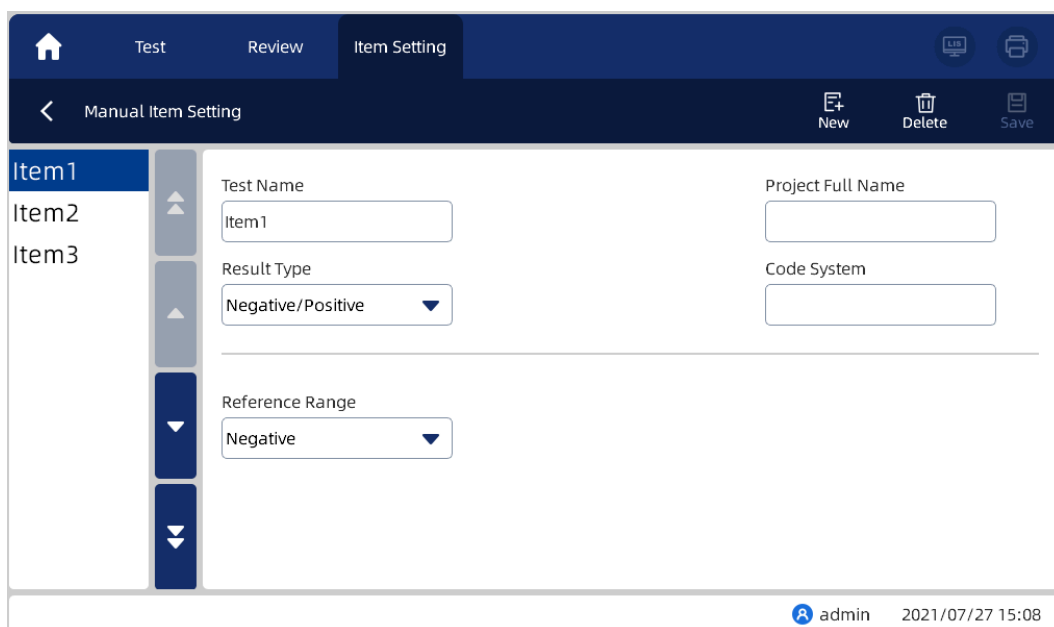 Test Review Item Setting LIS
Manual Item Setting New Delete Save
Item1
Item2
Item3
Test Name Project Full Name
Item1
Result Type Code System
Negative/Positive
Reference Range
Negative
admin 2021/07/27 15:08